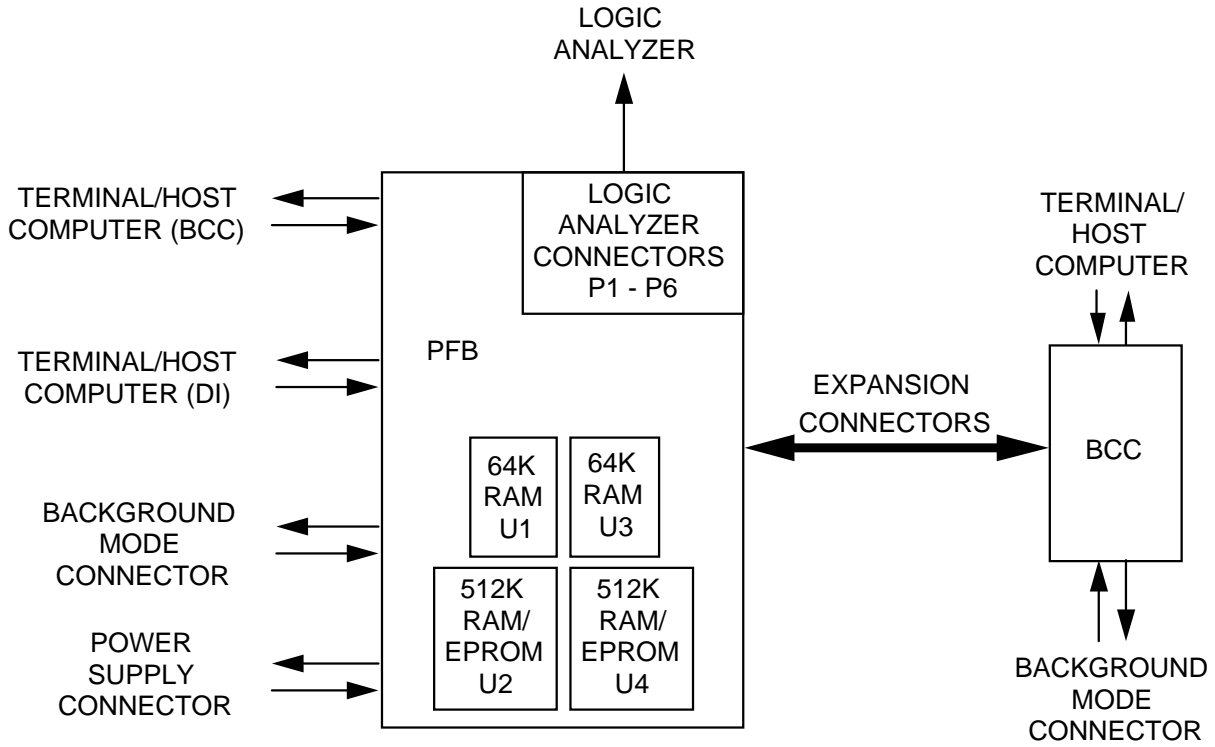 LOGIC
ANALYZER
TERMINAL/HOST
COMPUTER (BCC)
LOGIC
ANALYZER
CONNECTORS
P1 - P6
TERMINAL/
HOST
COMPUTER
TERMINAL/HOST
COMPUTER (DI)
PFB
EXPANSION
CONNECTORS
BCC
BACKGROUND
MODE
CONNECTOR
64K
RAM
U1
64K
RAM
U3
POWER
SUPPLY
CONNECTOR
512K
RAM/
EPROM
U2
512K
RAM/
EPROM
U4
BACKGROUND
MODE
CONNECTOR